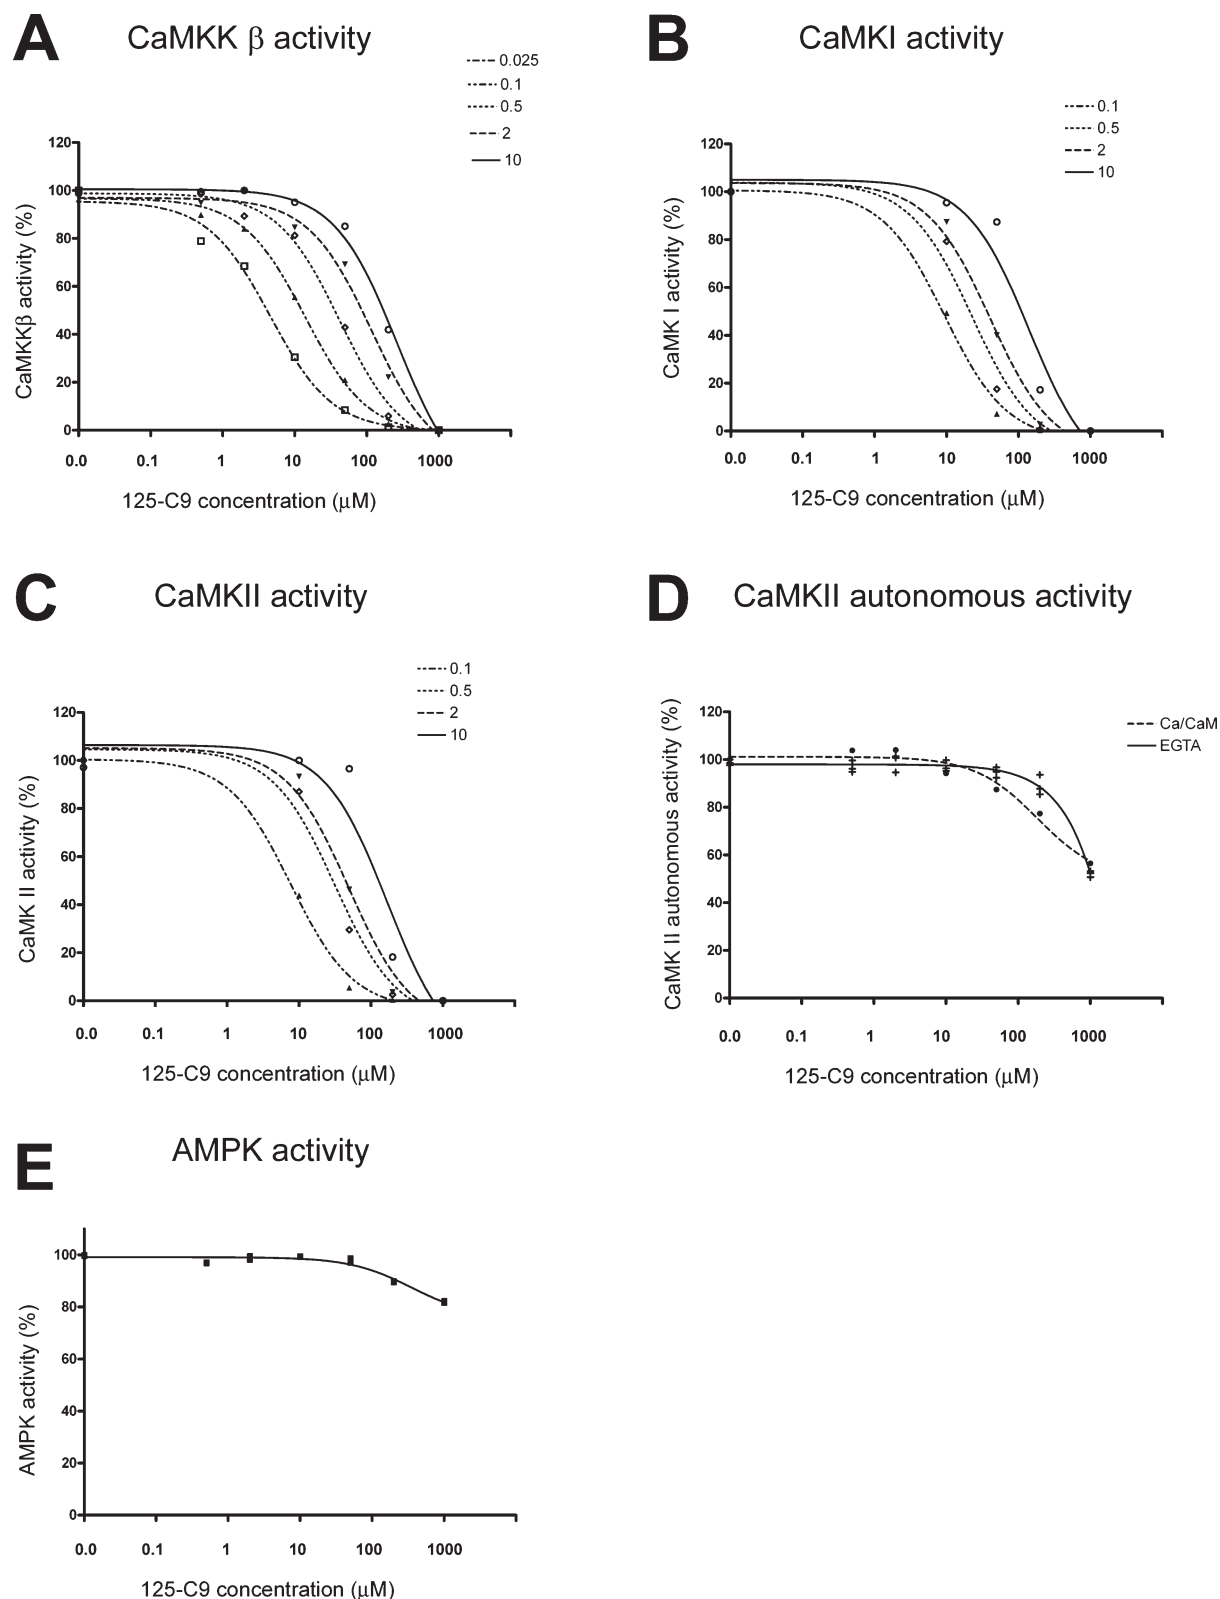 A
CaMKK β activity
0.025
0.1
0.5
2
10
120
100
80
60
40
20
0
CaMKKβ activity (%)
0.0 0.1 1 10 100 1000
125-C9 concentration (μM)
B
CaMKI activity
0.1
0.5
2
10
120
100
80
60
40
20
0
CaMK I activity (%)
0.0 0.1 1 10 100 1000
125-C9 concentration (μM)
C
CaMKII activity
0.1
0.5
2
10
120
100
80
60
40
20
0
CaMK II activity (%)
0.0 0.1 1 10 100 1000
125-C9 concentration (μM)
D
CaMKII autonomous activity
Ca/CaM
EGTA
120
100
80
60
40
20
0
CaMK II autonomous activity (%)
0.0 0.1 1 10 100 1000
125-C9 concentration (μM)
E
AMPK activity
100
80
60
40
20
0
AMPK activity (%)
0.0 0.1 1 10 100 1000
125-C9 concentration (μM)